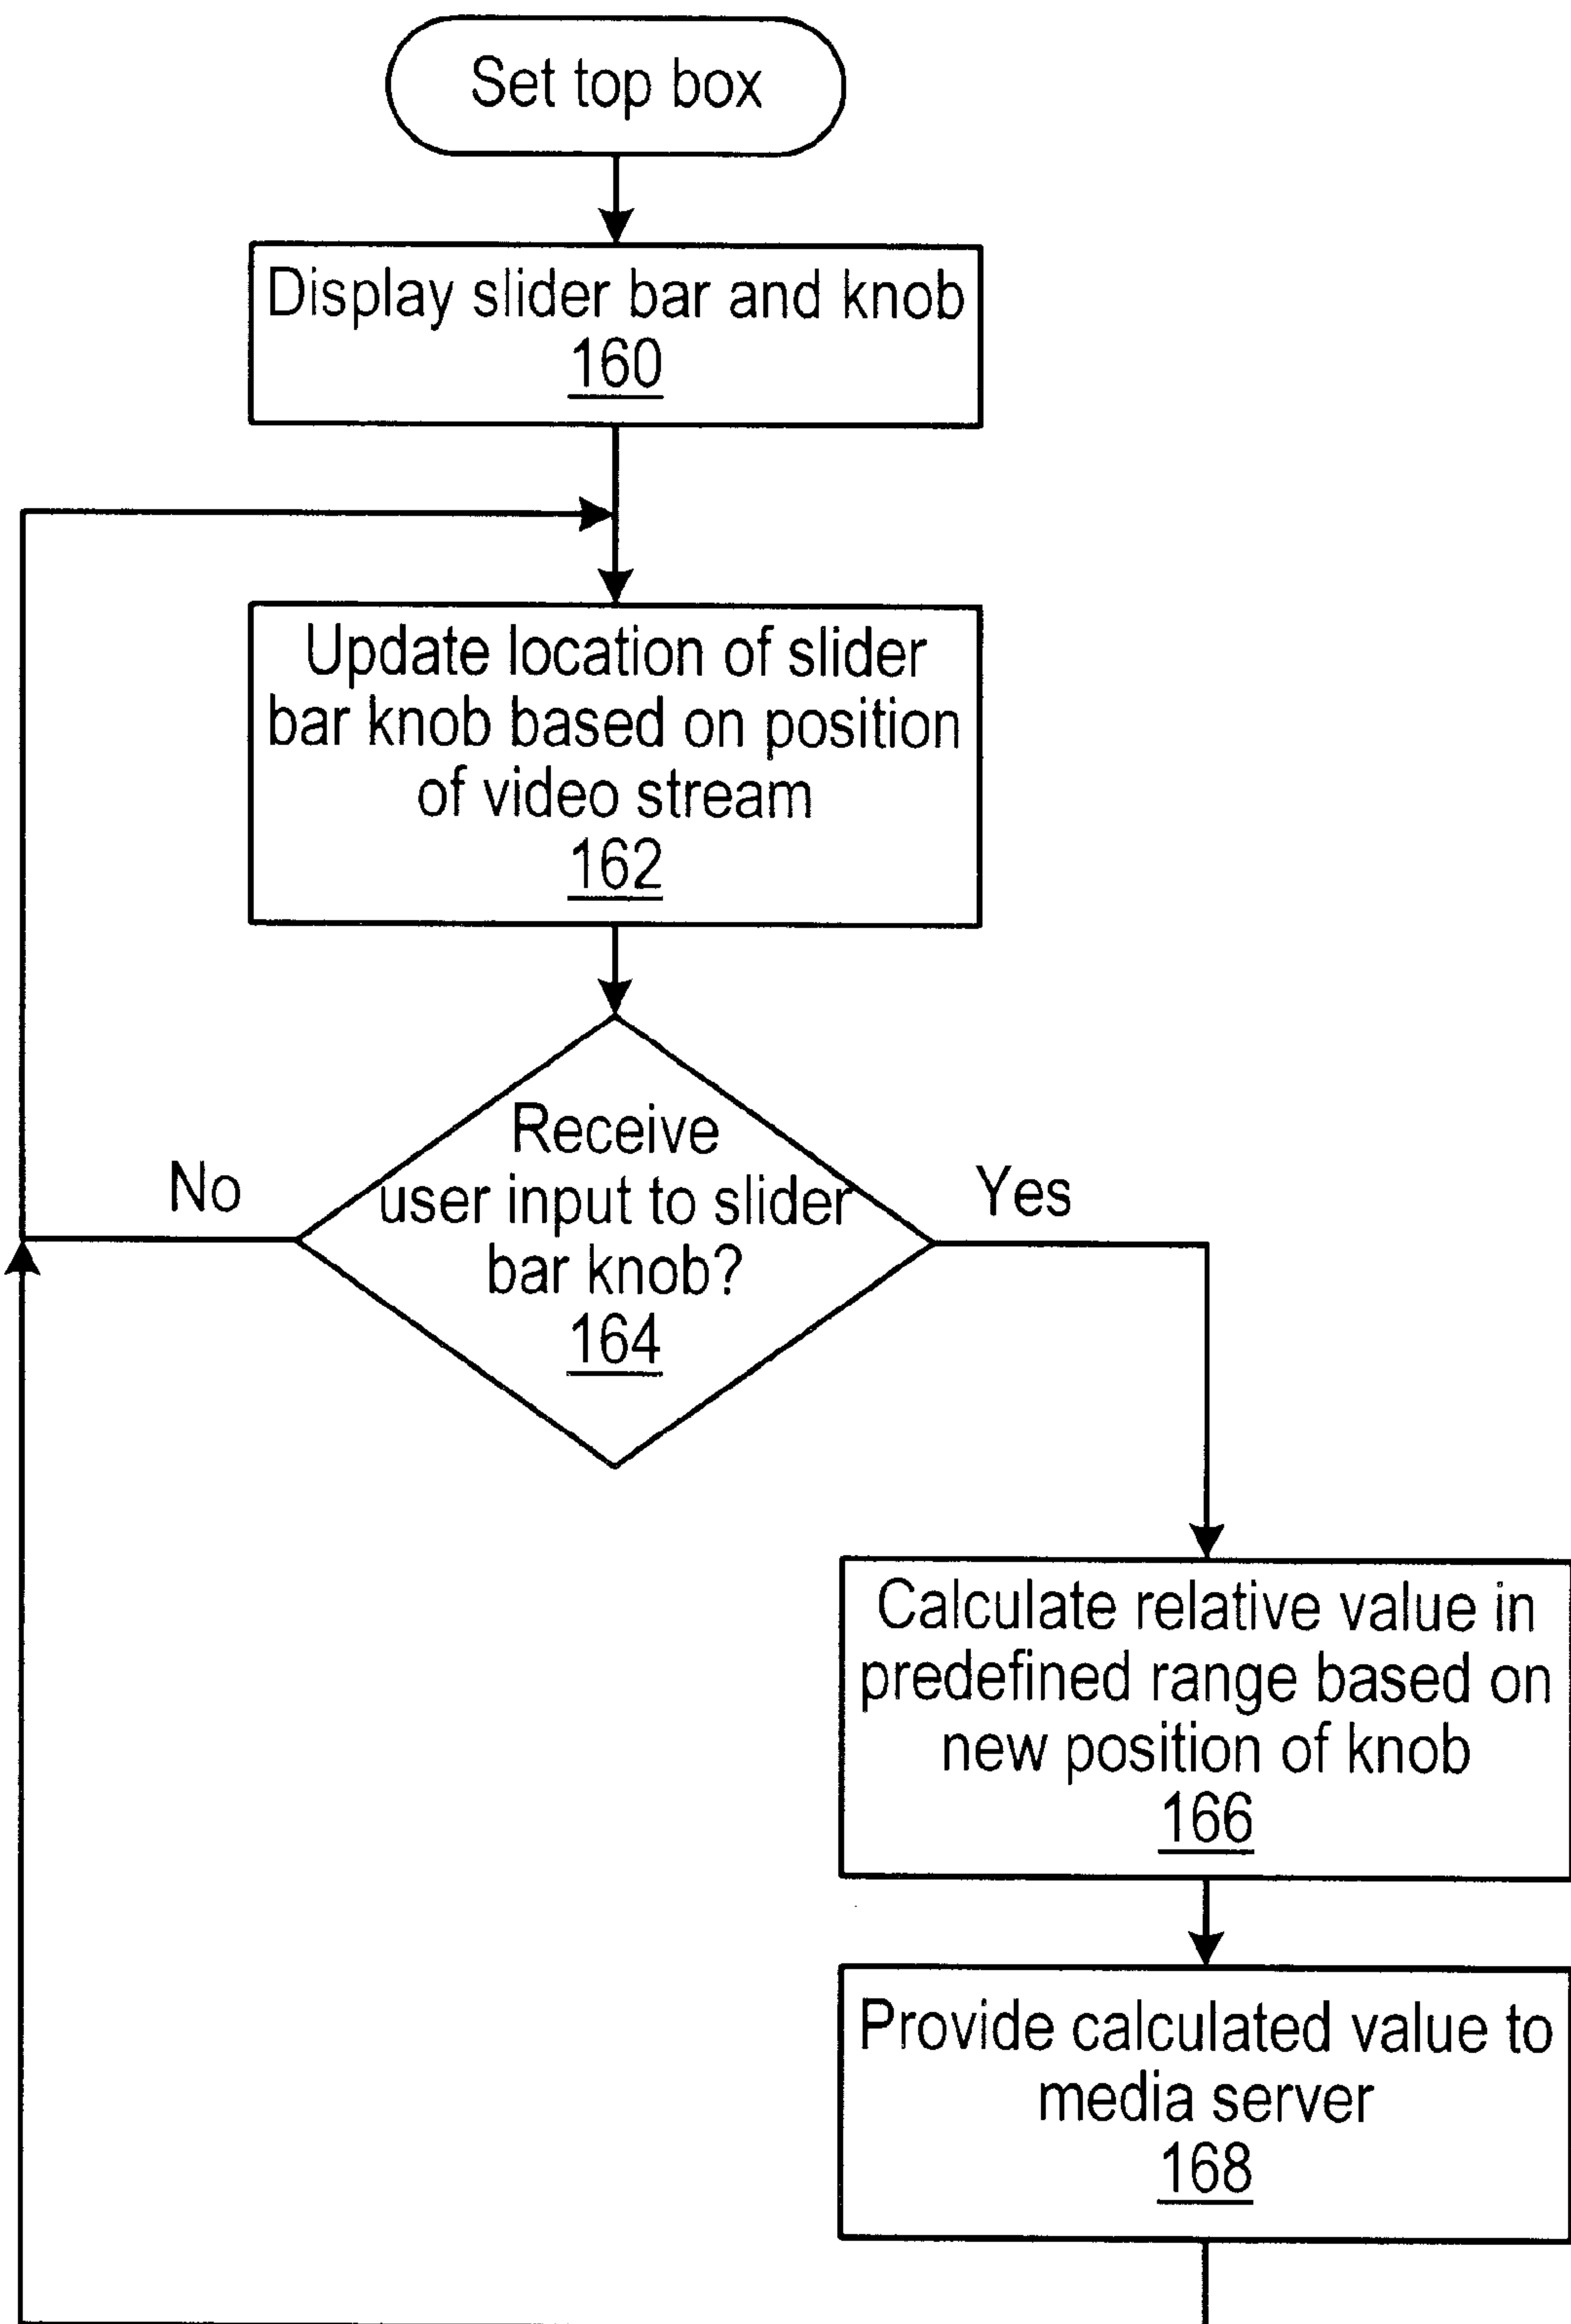 Set top box
Display slider bar and knob
160
Update location of slider
bar knob based on position
of video stream
162
Receive
user input to slider
bar knob?
164
No
Yes
Calculate relative value in
predefined range based on
new position of knob
166
Provide calculated value to
media server
168